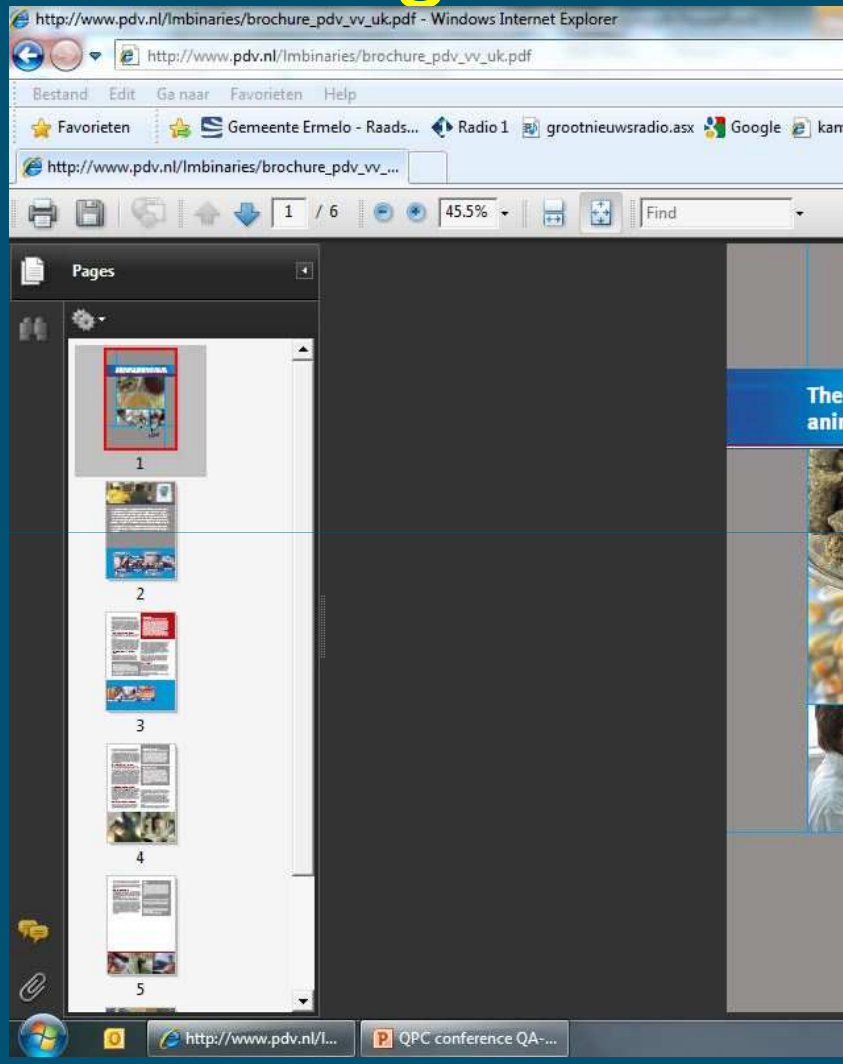 http://www.pdv.nl/lmbinaries/brochure_pdv_vv_uk.pdf - Windows Internet Explorer
http://www.pdv.nl/lmbinaries/brochure_pdv_vv_uk.pdf
Bestand Edit Ga naar Favorieten Help
Favorieten Gemeente Ermelo - Raads... Radio 1 grootnieuwsradio.asx Google kam
http://www.pdv.nl/lmbinaries/brochure_pdv_vv_...
1 / 6 45.5% Find
Pages
The
1
2
3
4
5
http://www.pdv.nl/l... QPC conference QA-...